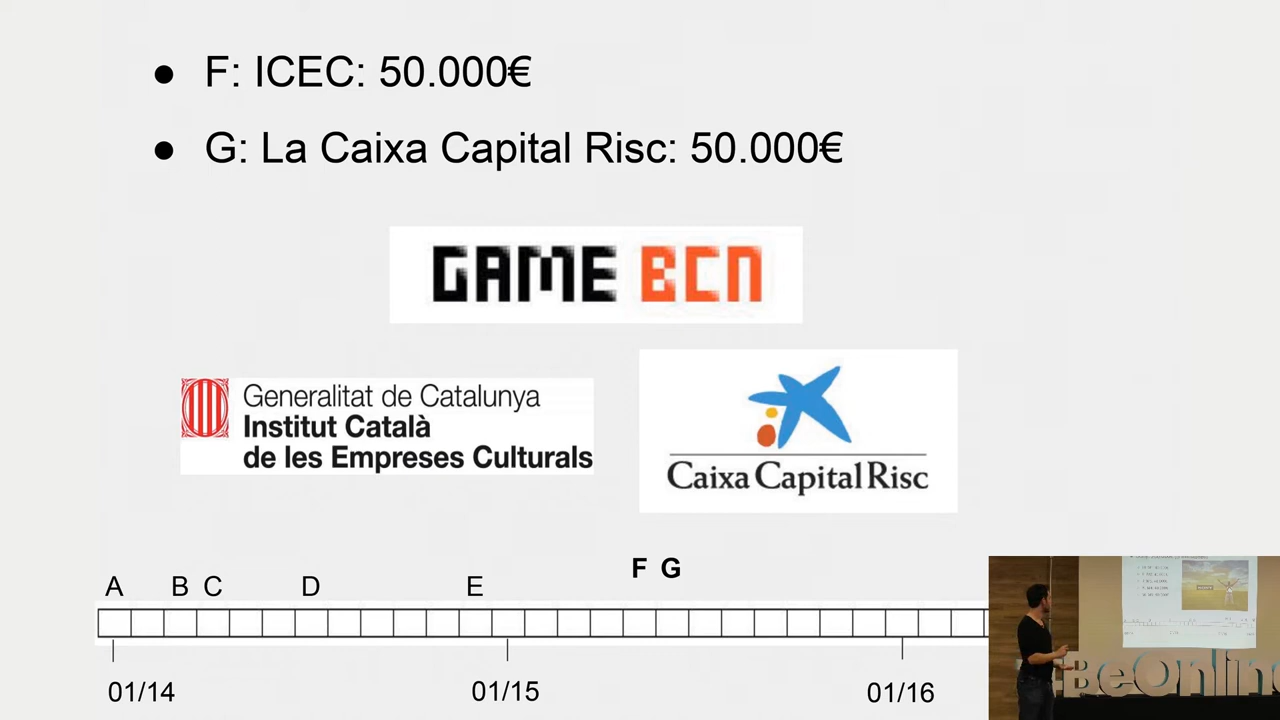 ● F: ICEC: 50.000€
● G: La Caixa Capital Risc: 50.000€
GAME BCN
Generalitat de Catalunya
Institut Català
de les Empreses Culturals
Caixa Capital Risc
F G
A B C D E
01/14 01/15 01/16
BeOnlin